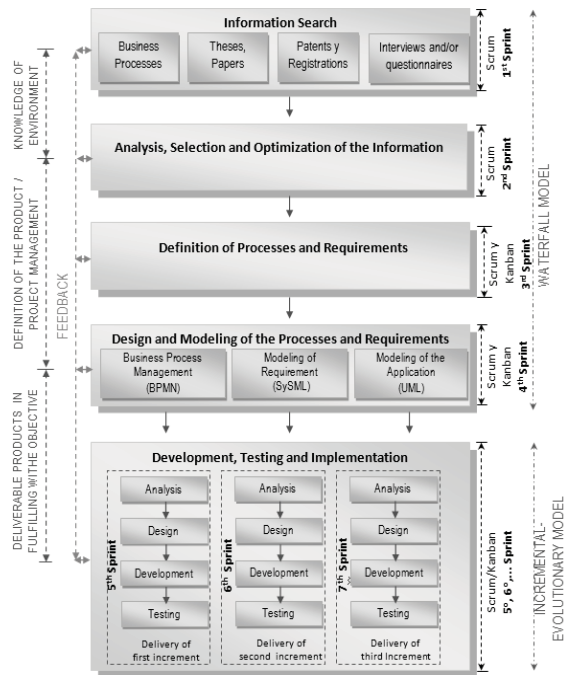 Information Search
Business
Processes
Theses,
Papers
Patents y
Registrations
Interviews and/or
questionnaires
Scrum
1st Sprint
KNOWLEDGE OF
ENVIRONMENT
Analysis, Selection and Optimization of the Information
Scrum
2nd Sprint
Definition of Processes and Requirements
Scrum y
Kanban
3rd Sprint
WATERFALL MODEL
DEFINITION OF THE PRODUCT /
PROJECT MANAGEMENT
FEEDBACK
Design and Modeling of the Processes and Requirements
Business Process
Management
(BPMN)
Modeling of
Requirement
(SySML)
Modeling of the
Application
(UML)
Scrum y
Kanban
4th Sprint
DELIVERABLE PRODUCTS IN
FULFILLING WITHE OBJECTIVE
Development, Testing and Implementation
5th Sprint
Analysis
Design
Development
Testing
Delivery of
first increment
6th Sprint
Analysis
Design
Development
Testing
Delivery of
second increment
7th Sprint
Analysis
Design
Development
Testing
Delivery of
third Increment
Scrum/Kanban
5º, 6º,... Sprint
INCREMENTAL-
EVOLUTIONARY MODEL